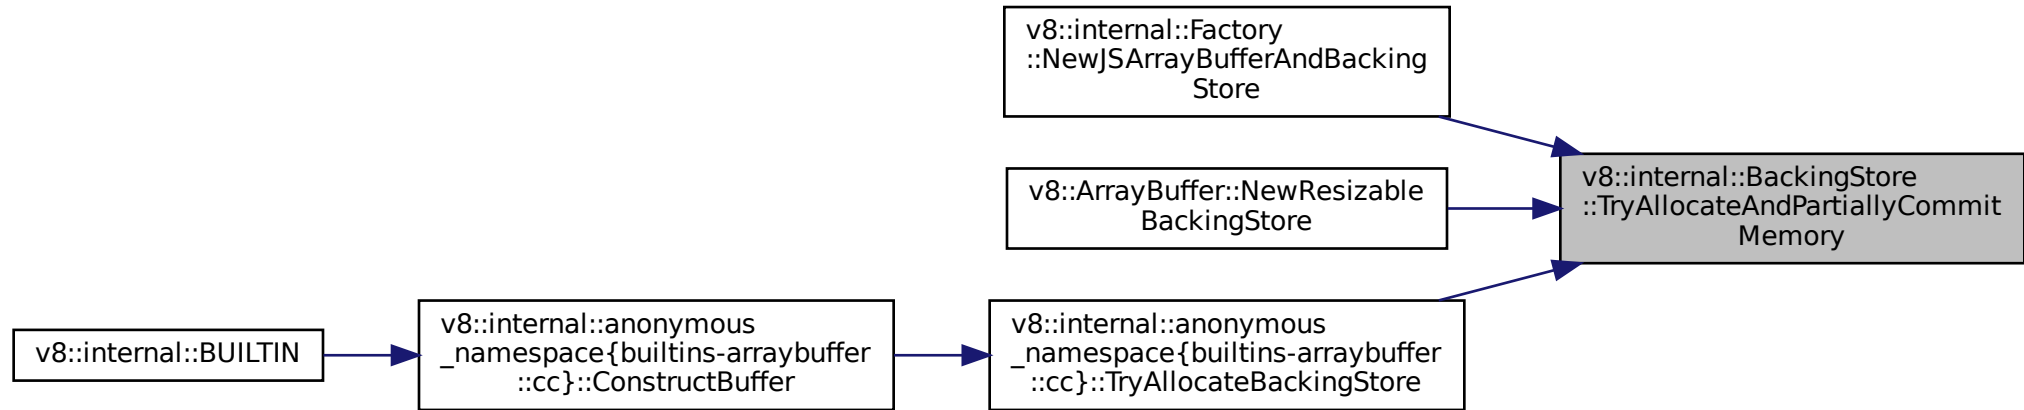 v8::internal::Factory
::NewJSArrayBufferAndBacking
Store
v8::internal::BackingStore
::TryAllocateAndPartiallyCommit
Memory
v8::ArrayBuffer::NewResizable
BackingStore
v8::internal::BUILTIN
v8::internal::anonymous
_namespace{builtins-arraybuffer
::cc}::ConstructBuffer
v8::internal::anonymous
_namespace{builtins-arraybuffer
::cc}::TryAllocateBackingStore